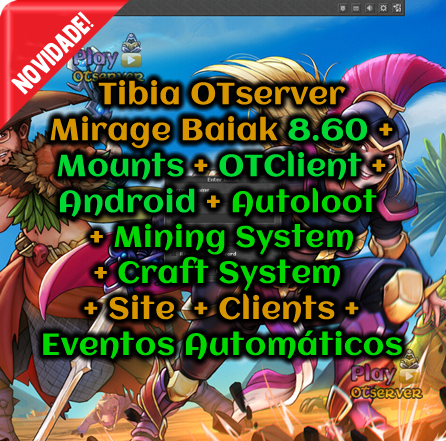 NOVIDADE!
Play
OTserver
Tibia OTserver
Mirage Baiak 8.60 +
Mounts + OTClient +
Android + Autoloot
+ Mining System
+ Craft System
+ Site + Clients +
Eventos Automáticos
Play
OTserver